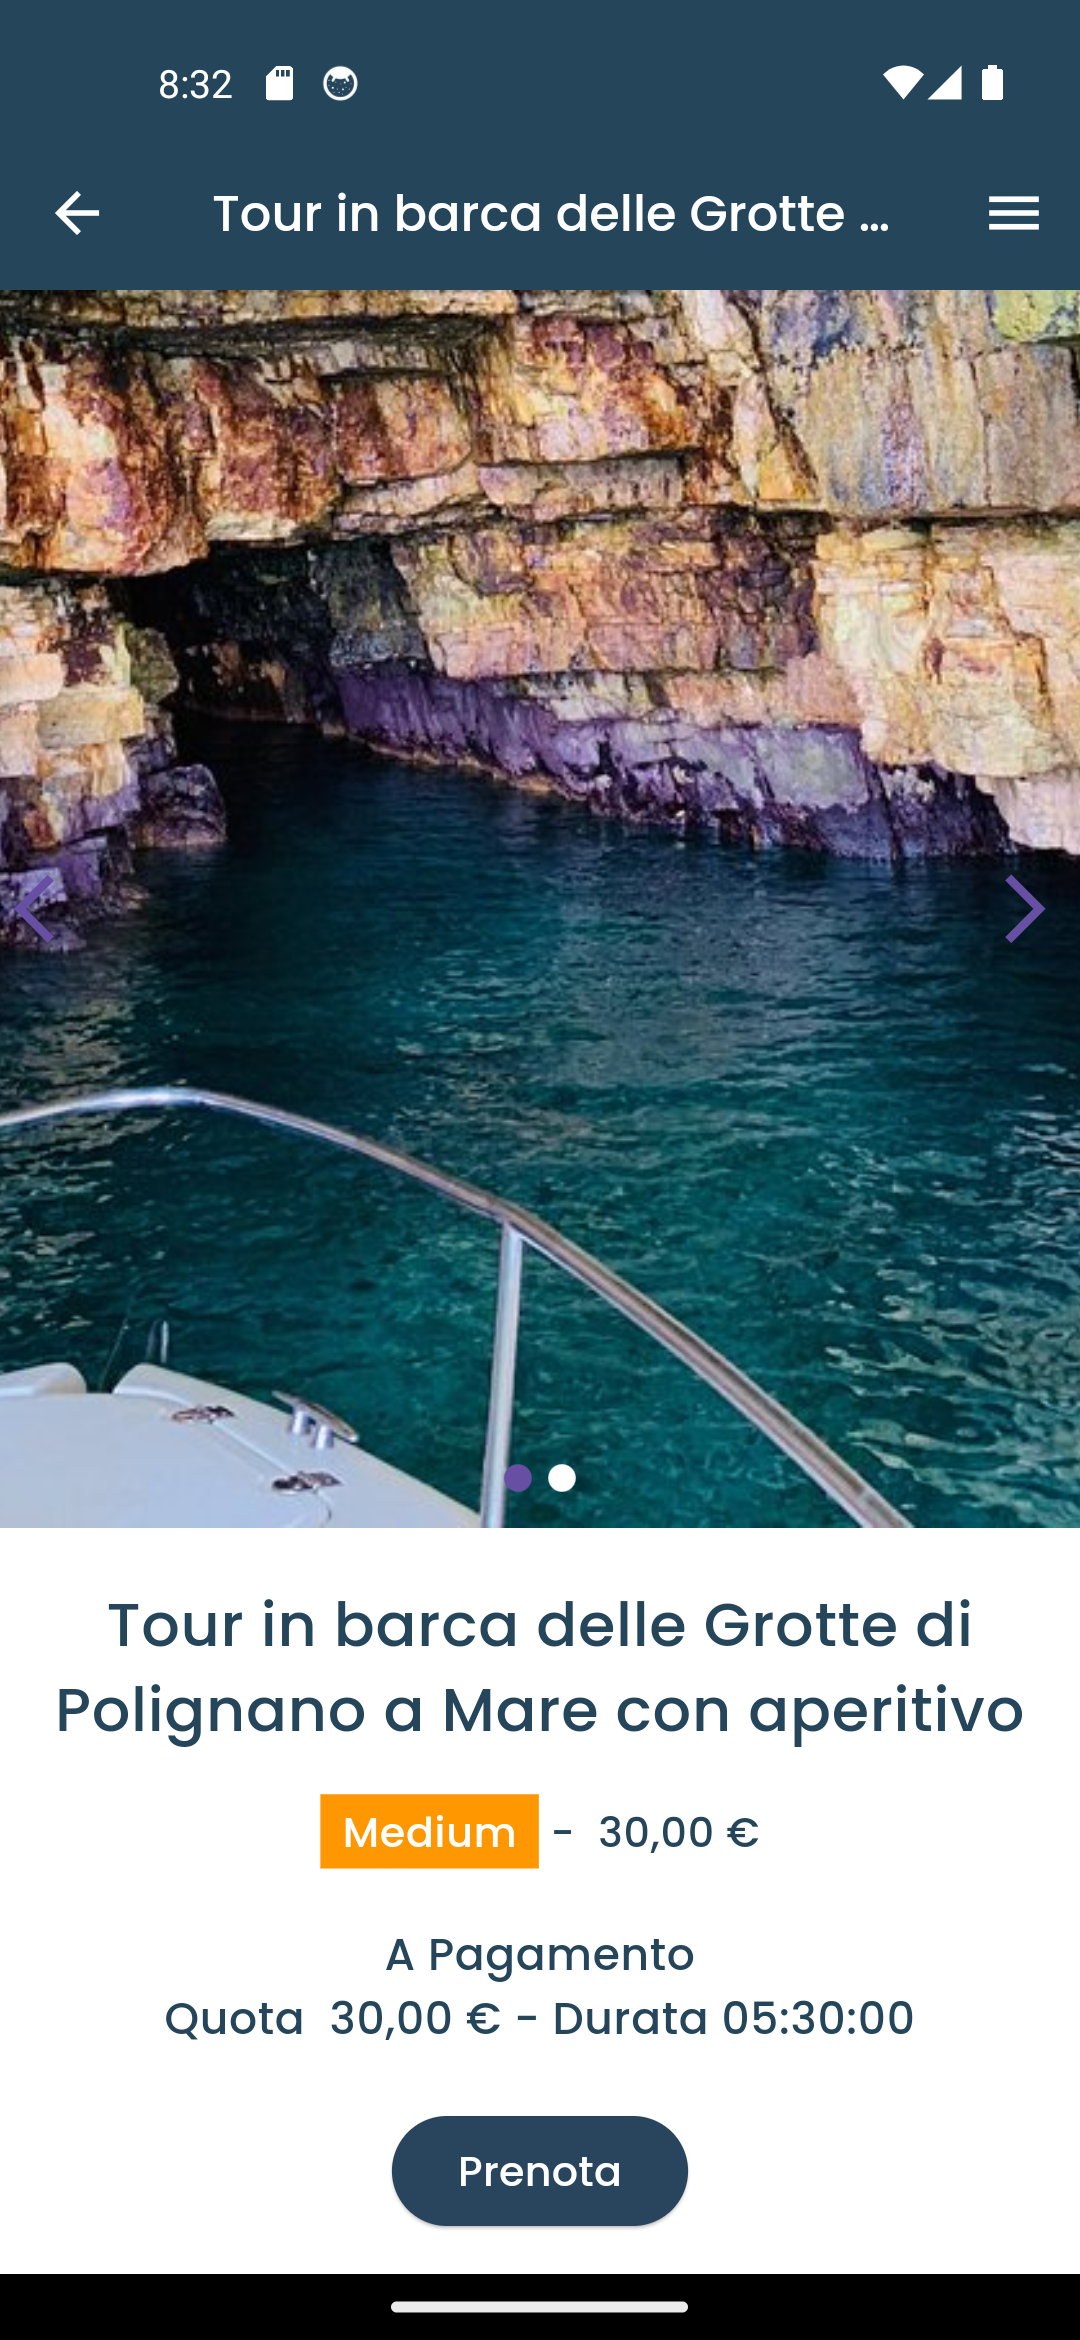 8:32
Tour in barca delle Grotte ...
Tour in barca delle Grotte di
Polignano a Mare con aperitivo
Medium - 30,00 €
A Pagamento
Quota 30,00 € - Durata 05:30:00
Prenota